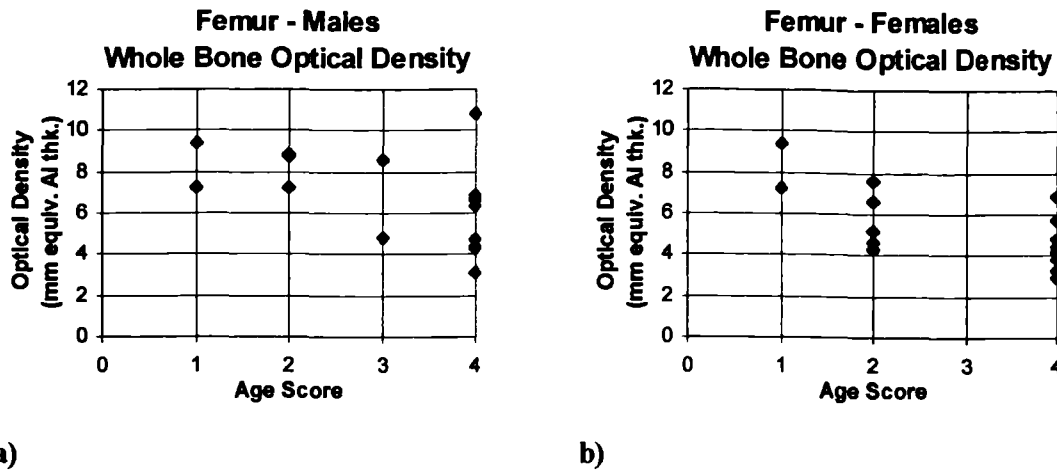 Femur - Males
Whole Bone Optical Density
Optical Density
(mm equiv. Al thk.)
12
10
8
6
4
2
0
0 1 2 3 4
Age Score
a)
Femur - Females
Whole Bone Optical Density
Optical Density
(mm equiv. Al thk.)
12
10
8
6
4
2
0
0 1 2 3 4
Age Score
b)